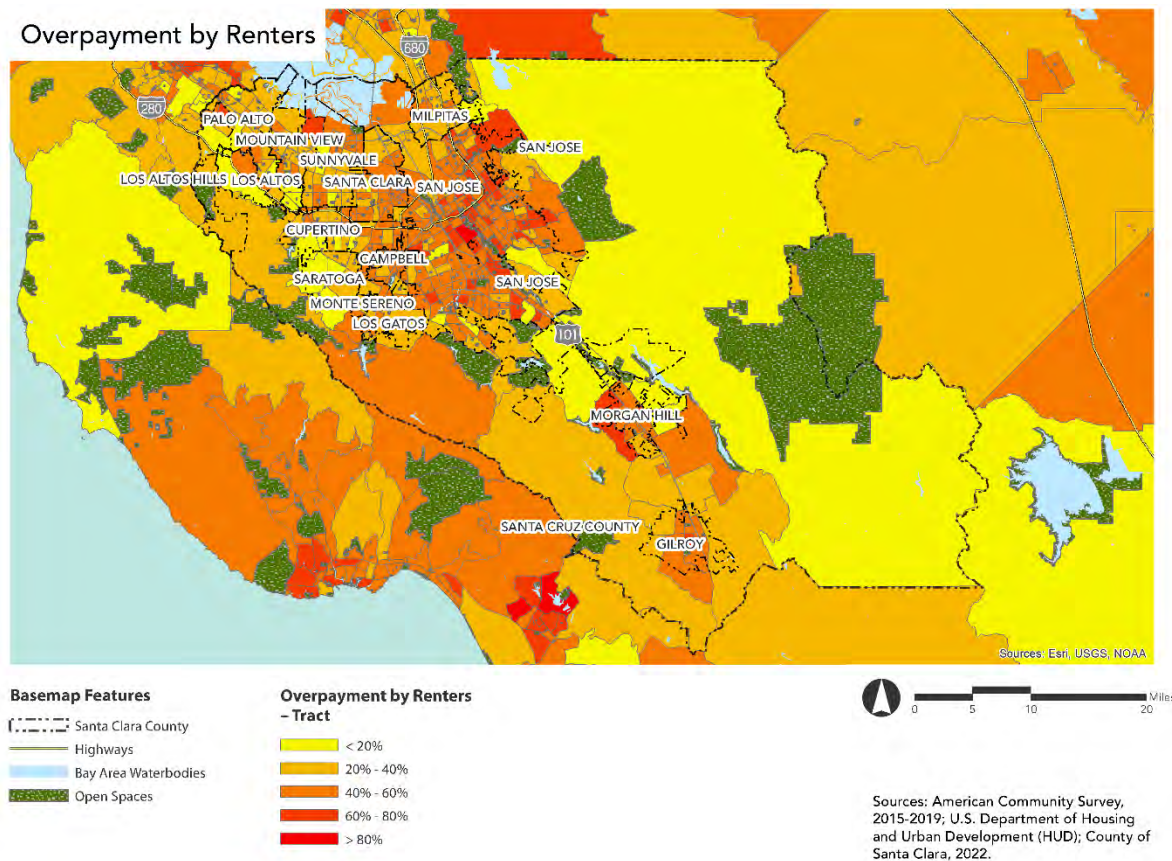 Overpayment by Renters
680
280
PALO ALTO
MILPITAS
MOUNTAIN VIEW
SAN JOSE
SUNNYVALE
LOS ALTOS HILLS
LOS ALTOS
SANTA CLARA
SAN JOSE
CUPERTINO
CAMPBELL
SARATOGA
SAN JOSE
MONTE SERENO
LOS GATOS
101
MORGAN HILL
SANTA CRUZ COUNTY
GILROY
Sources: Esri, USGS, NOAA
Basemap Features
Santa Clara County
Highways
Bay Area Waterbodies
Open Spaces
Overpayment by Renters
– Tract
< 20%
20% - 40%
40% - 60%
60% - 80%
> 80%
Miles
0 5 10 20
Sources: American Community Survey,
2015-2019; U.S. Department of Housing
and Urban Development (HUD); County of
Santa Clara, 2022.